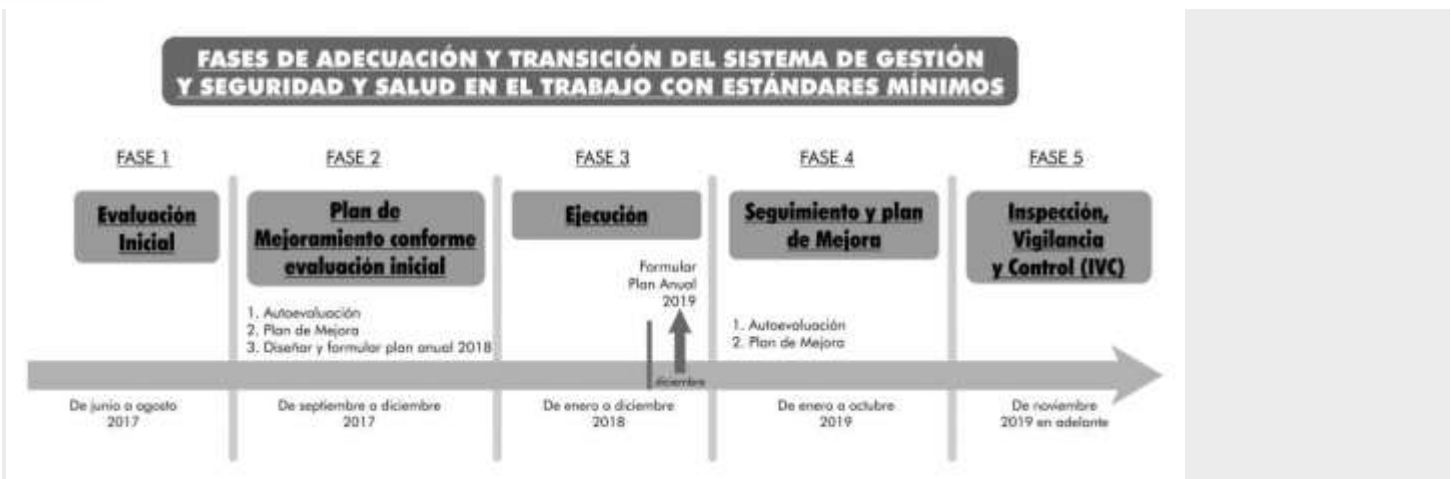 FASES DE ADECUACIÓN Y TRANSICIÓN DEL SISTEMA DE GESTIÓN
Y SEGURIDAD Y SALUD EN EL TRABAJO CON ESTÁNDARES MÍNIMOS
FASE 1
Evaluación
Inicial
De junio a agosto
2017
FASE 2
Plan de
Mejoramiento conforme
evaluación inicial
1. Autoevaluación
2. Plan de Mejora
3. Diseñar y formular plan anual 2018
De septiembre a diciembre
2017
FASE 3
Ejecución
Formular
Plan Anual
2019
diciembre
De enero a diciembre
2018
FASE 4
Seguimiento y plan
de Mejora
1. Autoevaluación
2. Plan de Mejora
De enero a octubre
2019
FASE 5
Inspección,
Vigilancia
y Control (IVC)
De noviembre
2019 en adelante